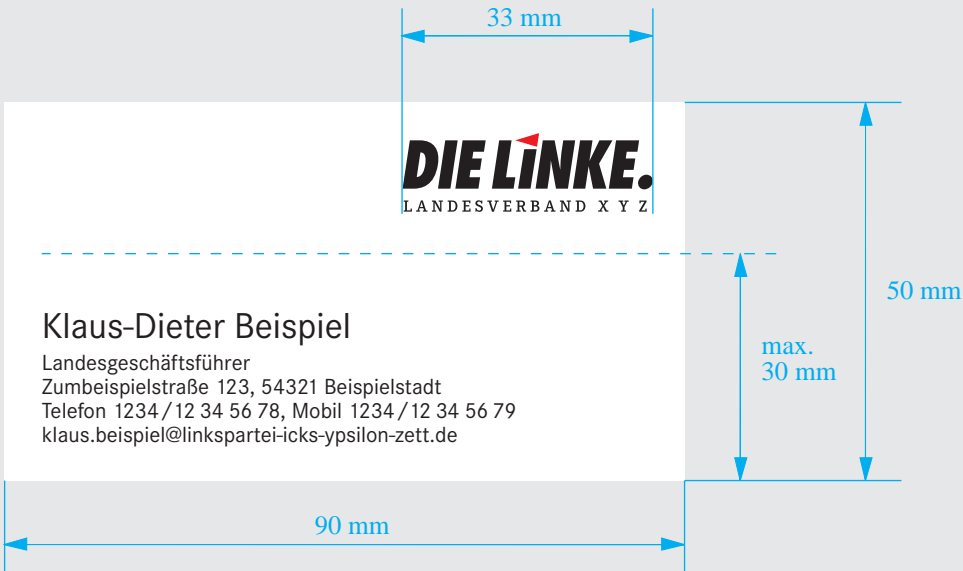 33 mm
DIE LINKE.
LANDESVERBAND X Y Z
50 mm
max.
30 mm
Klaus-Dieter Beispiel
Landesgeschäftsführer
Zumbeispielstraße 123, 54321 Beispielstadt
Telefon 1234/12 34 56 78, Mobil 1234/12 34 56 79
klaus.beispiel@linkspartei-icks-ypsilon-zett.de
90 mm